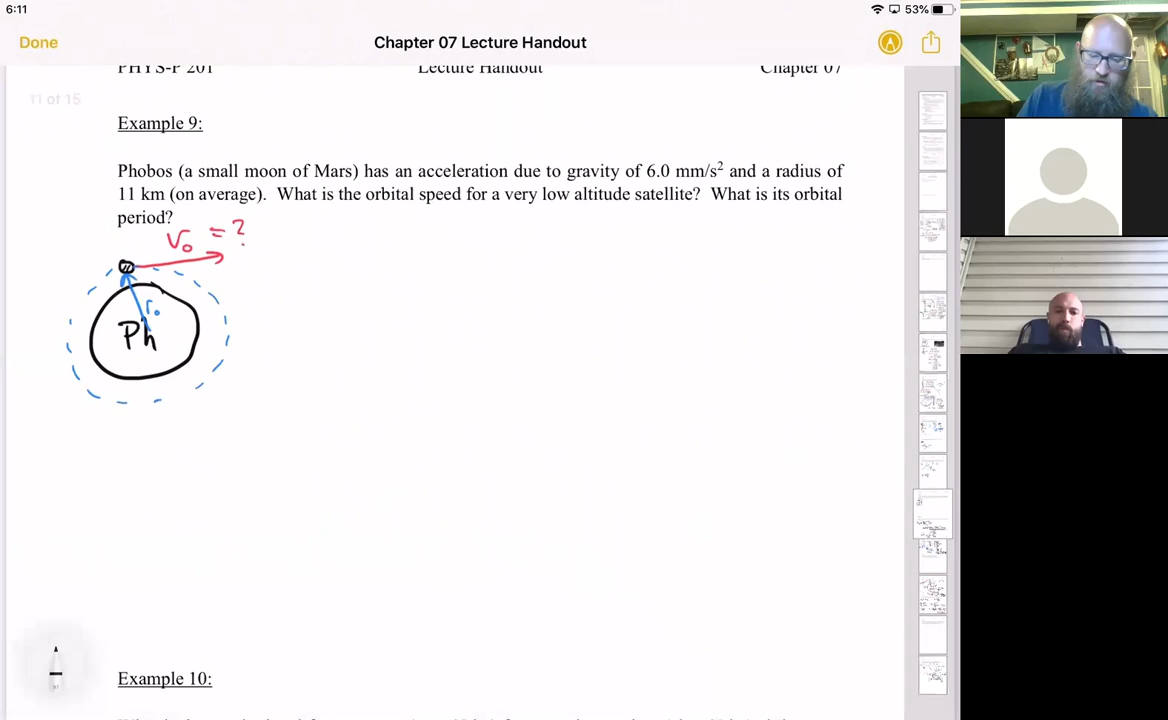 6:11
53%
Done
Chapter 07 Lecture Handout
PHYS-P 201 Lecture Handout Chapter 07
11 of 15
Example 9:
Phobos (a small moon of Mars) has an acceleration due to gravity of 6.0 mm/s² and a radius of
11 km (on average). What is the orbital speed for a very low altitude satellite? What is its orbital
period?
v₀ = ?
r₀
Ph
Example 10: